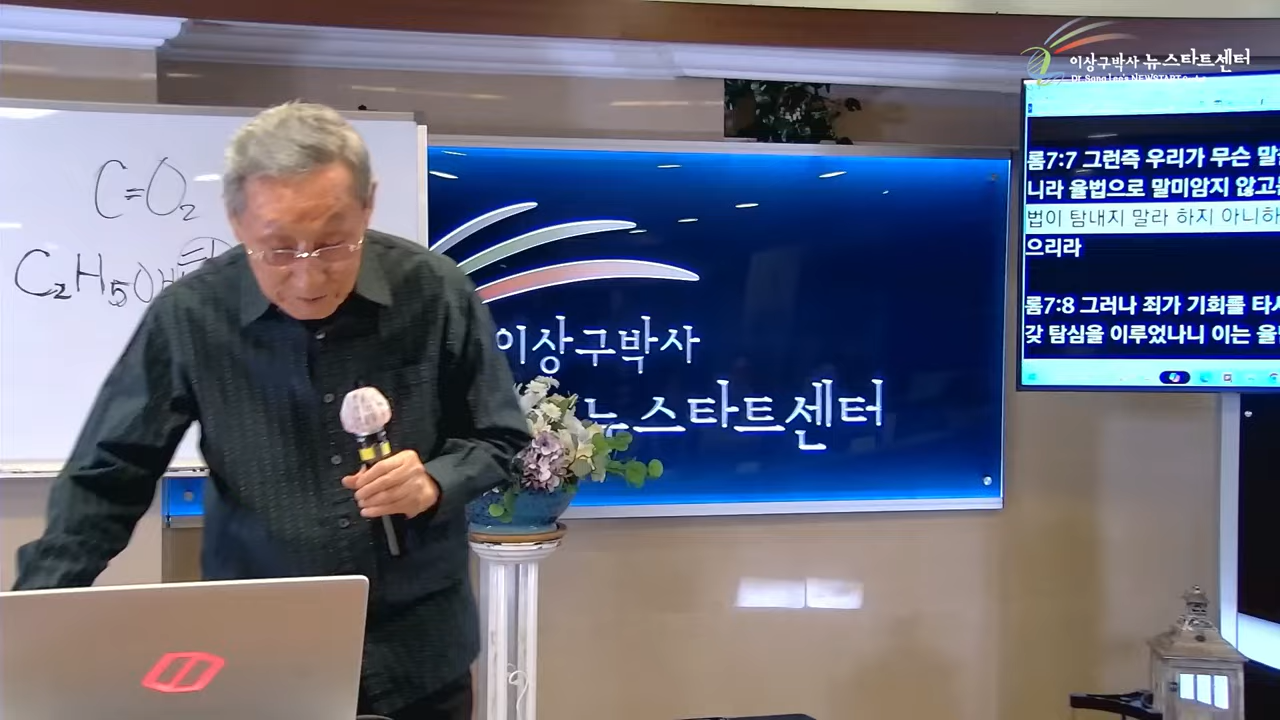 이상구박사 뉴스타트센터
C=O₂
C₂H₅OH
이상구박사
뉴스타트센터
롬7:7 그런즉 우리가 무슨 말
니라 율법으로 말미암지 않고
법이 탐내지 말라 하지 아니하
으리라
롬7:8 그러나 죄가 기회를 타
갖 탐심을 이루었나니 이는 율